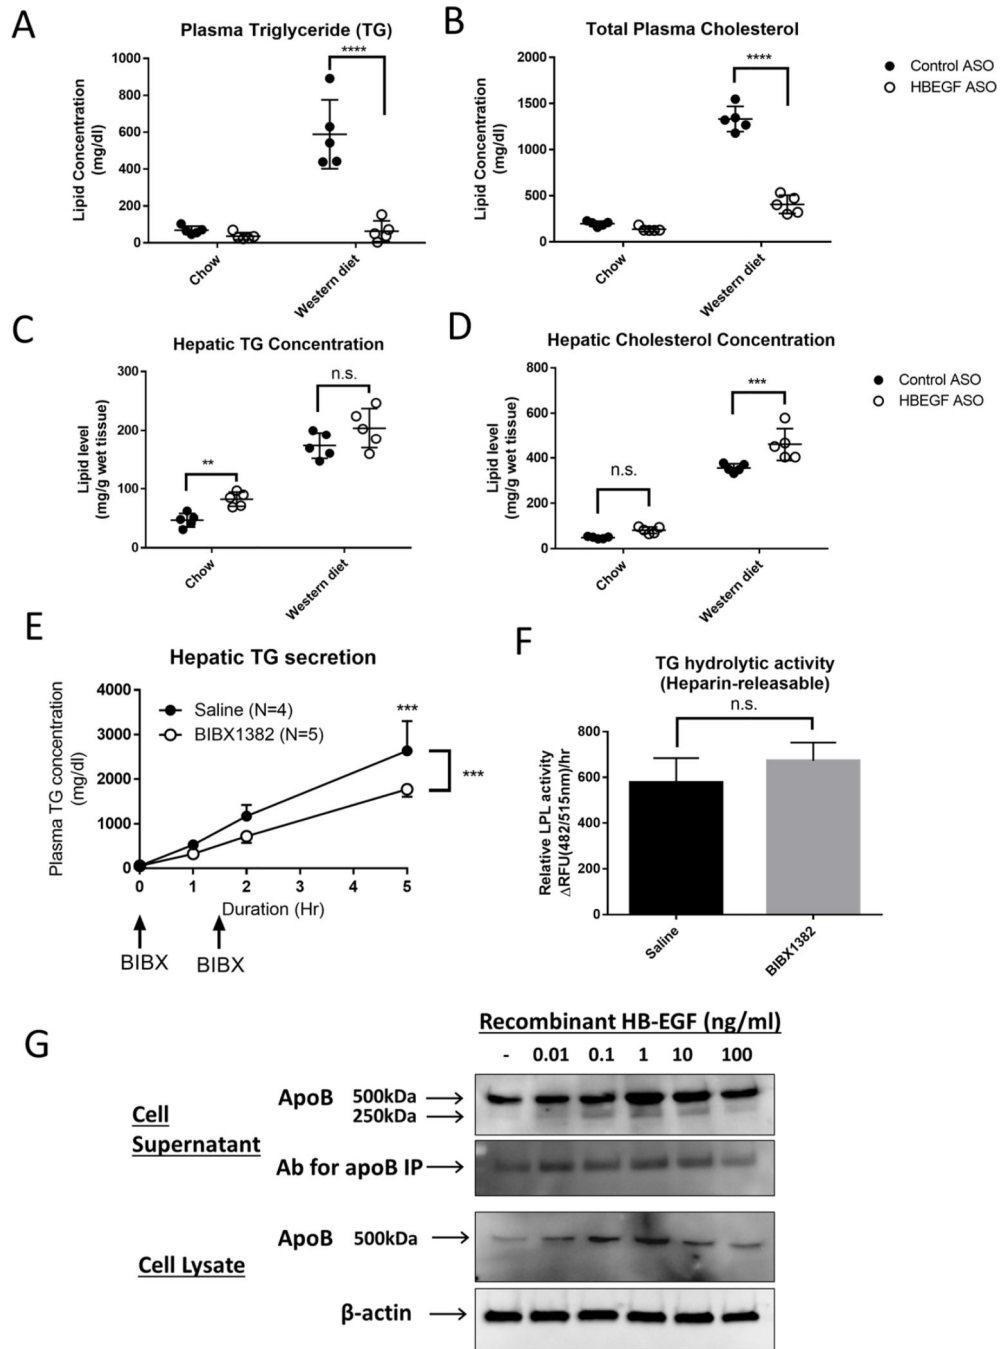 A
Plasma Triglyceride (TG)
Lipid Concentration
(mg/dl)
1000
800
600
400
200
0
****
Chow
Western diet
B
Total Plasma Cholesterol
Lipid Concentration
(mg/dl)
2000
1500
1000
500
0
****
Chow
Western diet
Control ASO
HBEGF ASO
C
Hepatic TG Concentration
Lipid level
(mg/g wet tissue)
300
200
100
0
**
n.s.
Chow
Western diet
D
Hepatic Cholesterol Concentration
Lipid level
(mg/g wet tissue)
800
600
400
200
0
n.s.
***
Chow
Western diet
Control ASO
HBEGF ASO
E
Hepatic TG secretion
Plasma TG concentration
(mg/dl)
4000
3000
2000
1000
0
Saline (N=4)
BIBX1382 (N=5)
***
***
0 1 2 3 4 5
Duration (Hr)
BIBX BIBX
F
TG hydrolytic activity
(Heparin-releasable)
n.s.
Relative LPL activity
△RFU(482/515nm)/hr
800
600
400
200
0
Saline
BIBX1382
G
Recombinant HB-EGF (ng/ml)
- 0.01 0.1 1 10 100
Cell
Supernatant
ApoB 500kDa
250kDa
Ab for apoB IP
Cell Lysate
ApoB 500kDa
β-actin